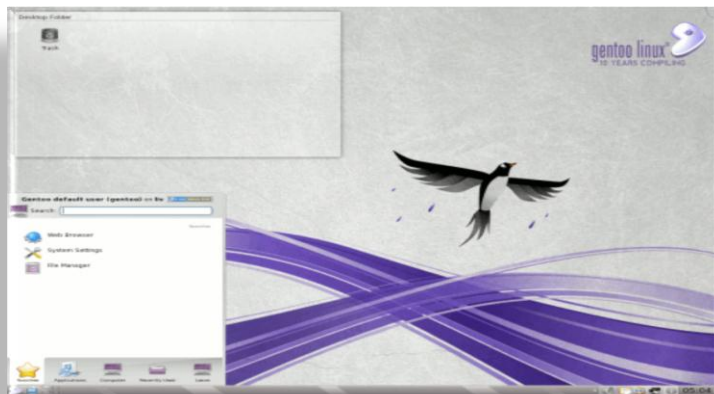 Desktop Folder
Trash
gentoo linux
10 YEARS COMPILING
Gentoo default user (gentoo) on
Search:
Favorites
Web Browser
System Settings
File Manager
Favorites
Applications
Computer
Recently Used
Leave
05:04